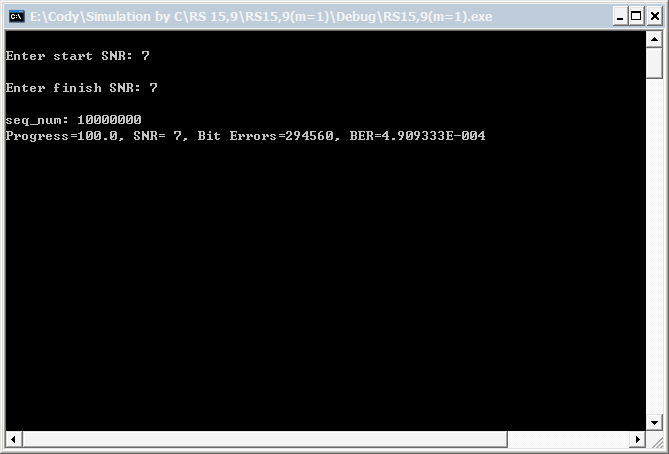 E:\Cody\Simulation by C\RS 15,9\RS15,9(m=1)\Debug\RS15,9(m=1).exe
Enter start SNR: 7
Enter finish SNR: 7
seq_num: 10000000
Progress=100.0, SNR= 7, Bit Errors=294560, BER=4.909333E-004